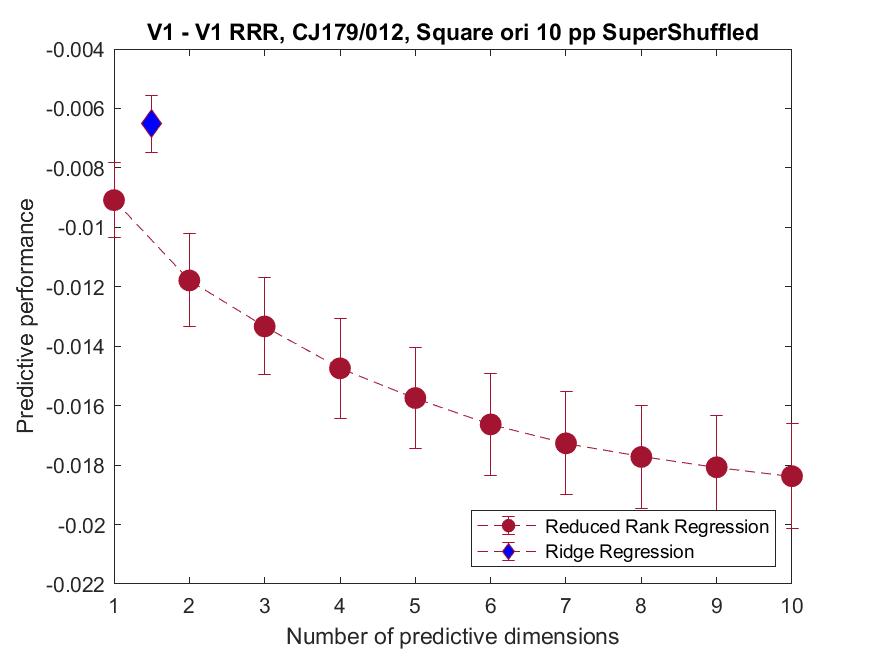 V1 - V1 RRR, CJ179/012, Square ori 10 pp SuperShuffled
-0.004
-0.006
-0.008
-0.01
-0.012
-0.014
-0.016
-0.018
-0.02
-0.022
Predictive performance
Reduced Rank Regression
Ridge Regression
1 2 3 4 5 6 7 8 9 10
Number of predictive dimensions